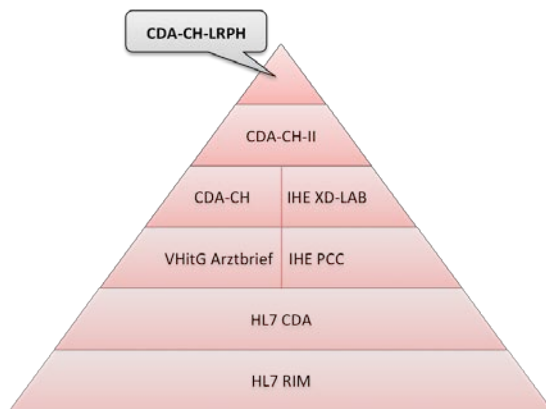 CDA-CH-LRPH
CDA-CH-II
CDA-CH IHE XD-LAB
VHitG Arztbrief IHE PCC
HL7 CDA
HL7 RIM